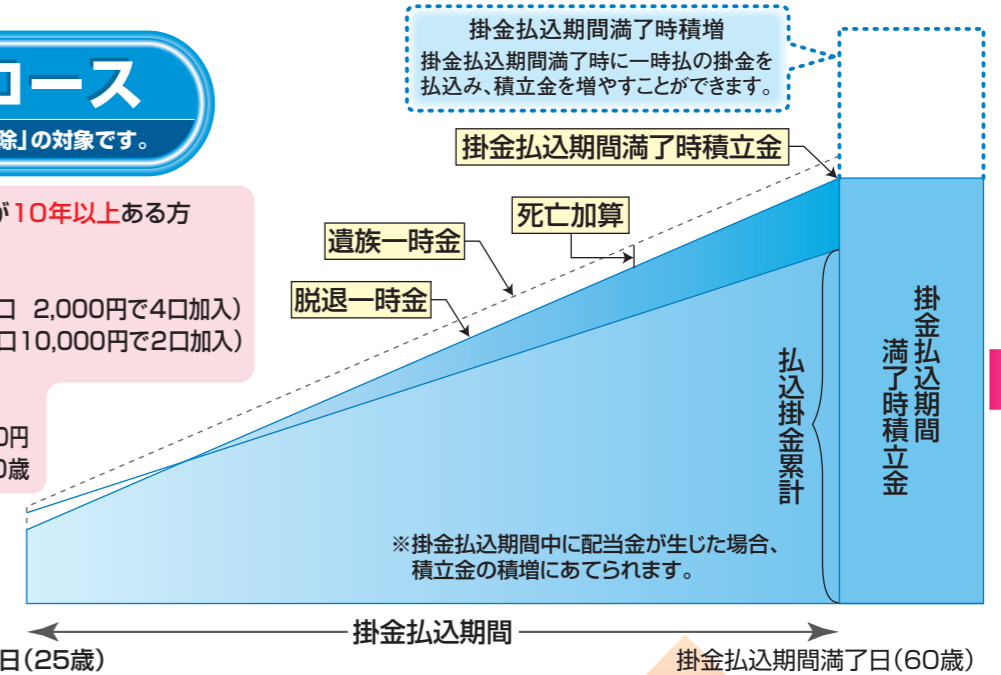 コース
除」の対象です。
が10年以上ある方
口 2,000円で4口加入)
口10,000円で2口加入)
0円
0歳
掛金払込期間満了時積増
掛金払込期間満了時に一時払の掛金を
払込み、積立金を増やすことができます。
掛金払込期間満了時積立金
死亡加算
遺族一時金
脱退一時金
払込掛金累計
掛金払込期間
満了時積立金
※掛金払込期間中に配当金が生じた場合、
積立金の積増にあてられます。
掛金払込期間
日(25歳)
掛金払込期間満了日(60歳)